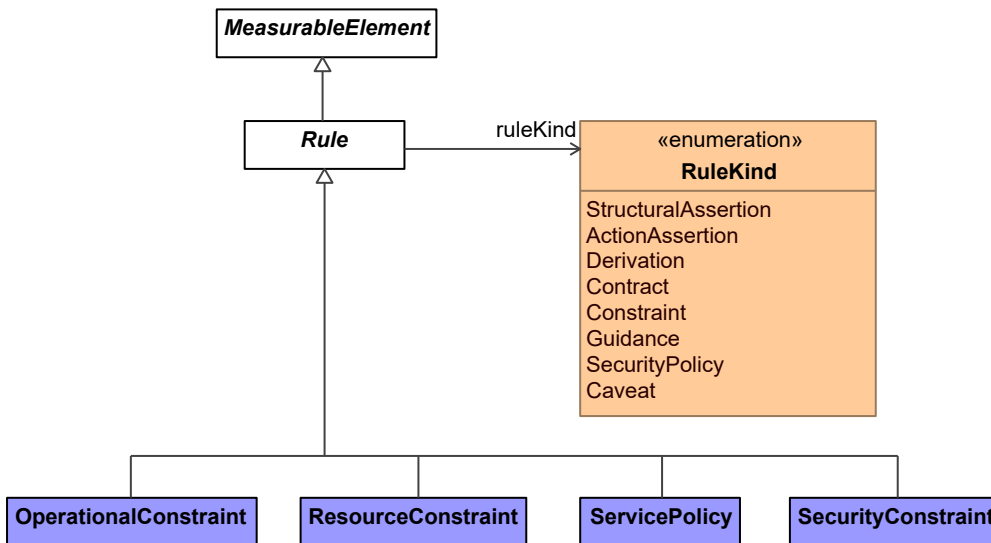 MeasurableElement
Rule
ruleKind
«enumeration»
RuleKind
StructuralAssertion
ActionAssertion
Derivation
Contract
Constraint
Guidance
SecurityPolicy
Caveat
OperationalConstraint
ResourceConstraint
ServicePolicy
SecurityConstraint